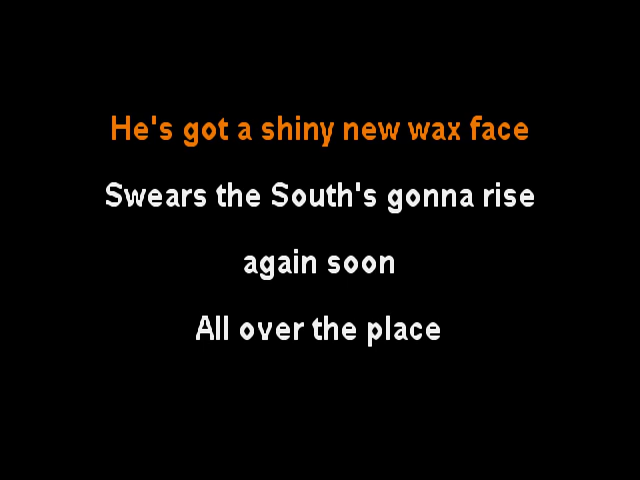 He's got a shiny new wax face
Swears the South's gonna rise
again soon
All over the place